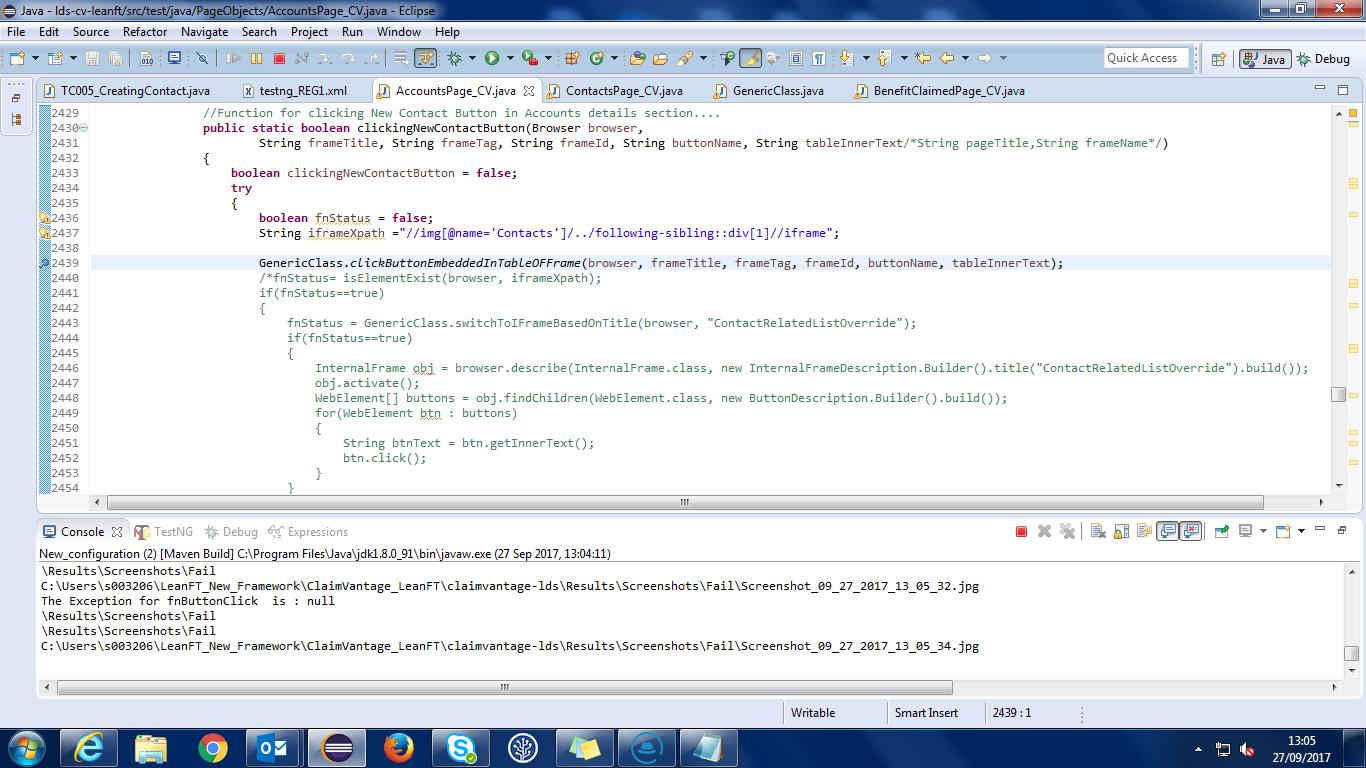 Java - lds-cv-leanft/src/test/java/PageObjects/AccountsPage_CV.java - Eclipse
File Edit Source Refactor Navigate Search Project Run Window Help
Quick Access Java Debug
TC005_CreatingContact.java testng_REG1.xml AccountsPage_CV.java ContactsPage_CV.java GenericClass.java BenefitClaimedPage_CV.java
2429 //Function for clicking New Contact Button in Accounts details section....
2430 public static boolean clickingNewContactButton(Browser browser,
2431 String frameTitle, String frameTag, String frameId, String buttonName, String tableInnerText/*String pageTitle,String frameName*/)
2432 {
2433 boolean clickingNewContactButton = false;
2434 try
2435 {
2436 boolean fnStatus = false;
2437 String iframeXpath ="//img[@name='Contacts']/../following-sibling::div[1]//iframe";
2438
2439 GenericClass.clickButtonEmbeddedInTableOFFrame(browser, frameTitle, frameTag, frameId, buttonName, tableInnerText);
2440 /*fnStatus= isElementExist(browser, iframeXpath);
2441 if(fnStatus==true)
2442 {
2443 fnStatus = GenericClass.switchToIFrameBasedOnTitle(browser, "ContactRelatedListOverride");
2444 if(fnStatus==true)
2445 {
2446 InternalFrame obj = browser.describe(InternalFrame.class, new InternalFrameDescription.Builder().title("ContactRelatedListOverride").build());
2447 obj.activate();
2448 WebElement[] buttons = obj.findChildren(WebElement.class, new ButtonDescription.Builder().build());
2449 for(WebElement btn : buttons)
2450 {
2451 String btnText = btn.getInnerText();
2452 btn.click();
2453 }
2454 }
Console TestNG Debug Expressions
New_configuration (2) [Maven Build] C:\Program Files\Java\jdk1.8.0_91\bin\javaw.exe (27 Sep 2017, 13:04:11)
\Results\Screenshots\Fail
C:\Users\s003206\LeanFT_New_Framework\ClaimVantage_LeanFT\claimvantage-lds\Results\Screenshots\Fail\Screenshot_09_27_2017_13_05_32.jpg
The Exception for fnButtonClick  is : null
\Results\Screenshots\Fail
\Results\Screenshots\Fail
C:\Users\s003206\LeanFT_New_Framework\ClaimVantage_LeanFT\claimvantage-lds\Results\Screenshots\Fail\Screenshot_09_27_2017_13_05_34.jpg
Writable Smart Insert 2439 : 1
13:05
27/09/2017